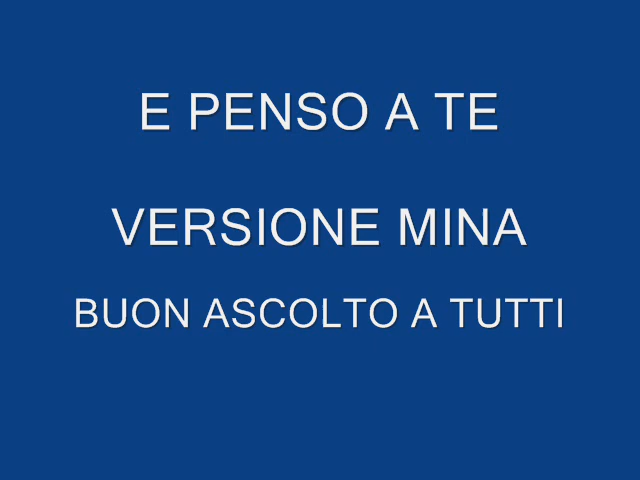 E PENSO A TE
VERSIONE MINA
BUON ASCOLTO A TUTTI